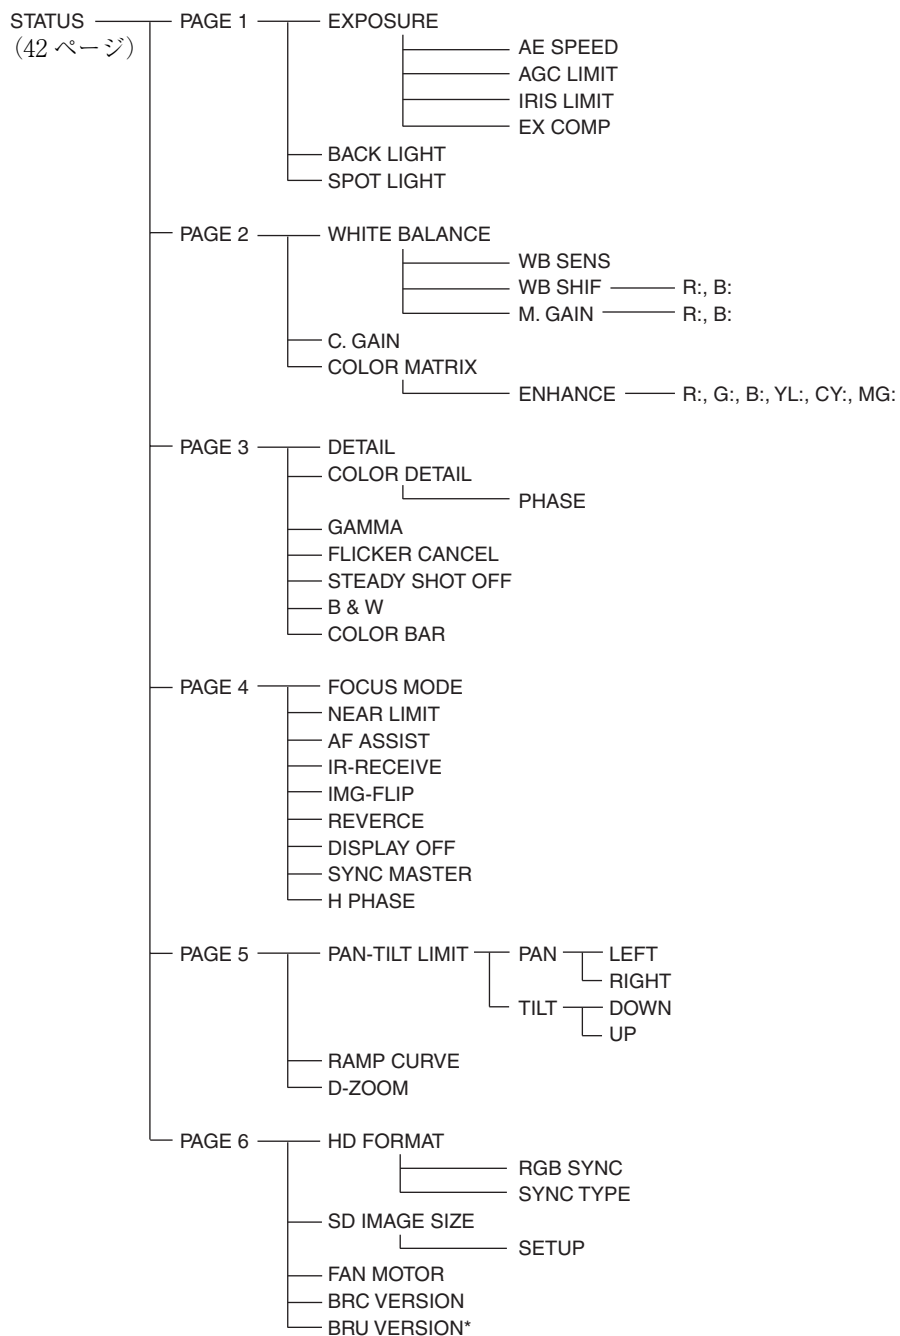 STATUS PAGE 1 EXPOSURE
(42 ページ)
AE SPEED
AGC LIMIT
IRIS LIMIT
EX COMP
BACK LIGHT
SPOT LIGHT
PAGE 2 WHITE BALANCE
WB SENS
WB SHIF R:, B:
M. GAIN R:, B:
C. GAIN
COLOR MATRIX
ENHANCE R:, G:, B:, YL:, CY:, MG:
PAGE 3 DETAIL
COLOR DETAIL
PHASE
GAMMA
FLICKER CANCEL
STEADY SHOT OFF
B & W
COLOR BAR
PAGE 4 FOCUS MODE
NEAR LIMIT
AF ASSIST
IR-RECEIVE
IMG-FLIP
REVERCE
DISPLAY OFF
SYNC MASTER
H PHASE
PAGE 5 PAN-TILT LIMIT PAN LEFT
RIGHT
TILT DOWN
UP
RAMP CURVE
D-ZOOM
PAGE 6 HD FORMAT
RGB SYNC
SYNC TYPE
SD IMAGE SIZE
SETUP
FAN MOTOR
BRC VERSION
BRU VERSION*